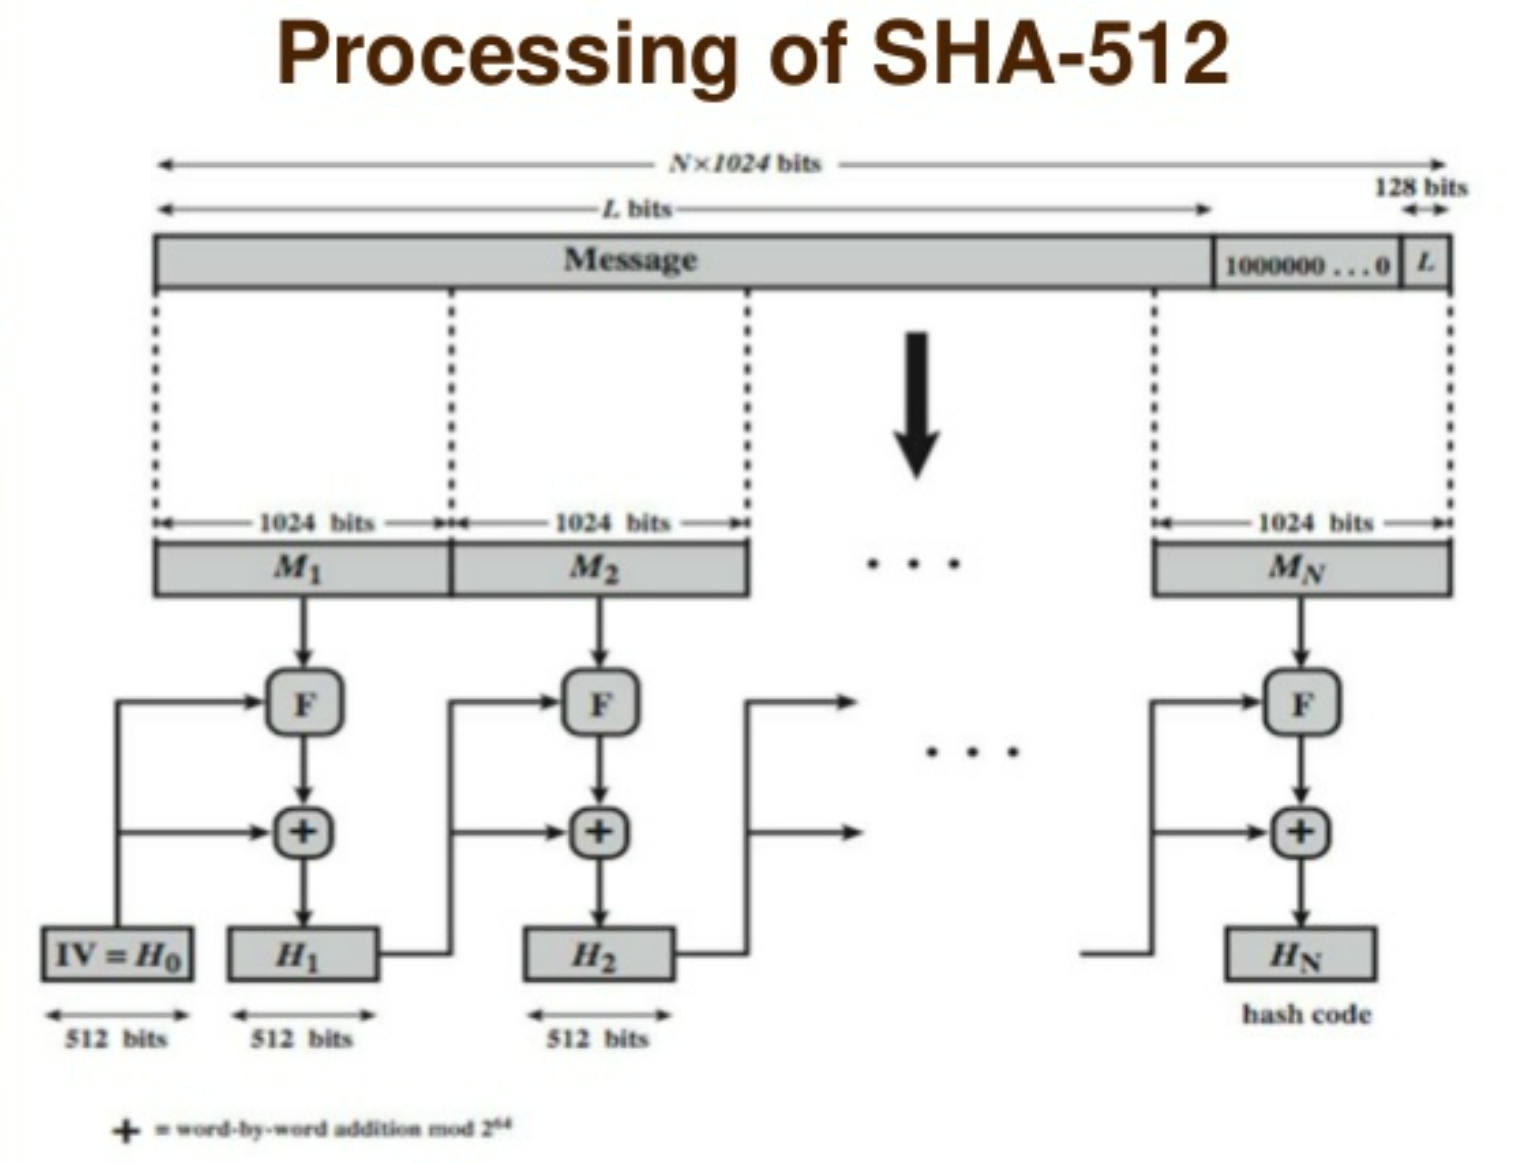 Processing of SHA-512
N×1024 bits
128 bits
L bits
Message
1000000 . . . 0
L
1024 bits
1024 bits
1024 bits
M1
M2
. . .
MN
F
F
F
. . .
+
+
+
IV = H0
H1
H2
HN
hash code
512 bits
512 bits
512 bits
+ = word-by-word addition mod 2^64